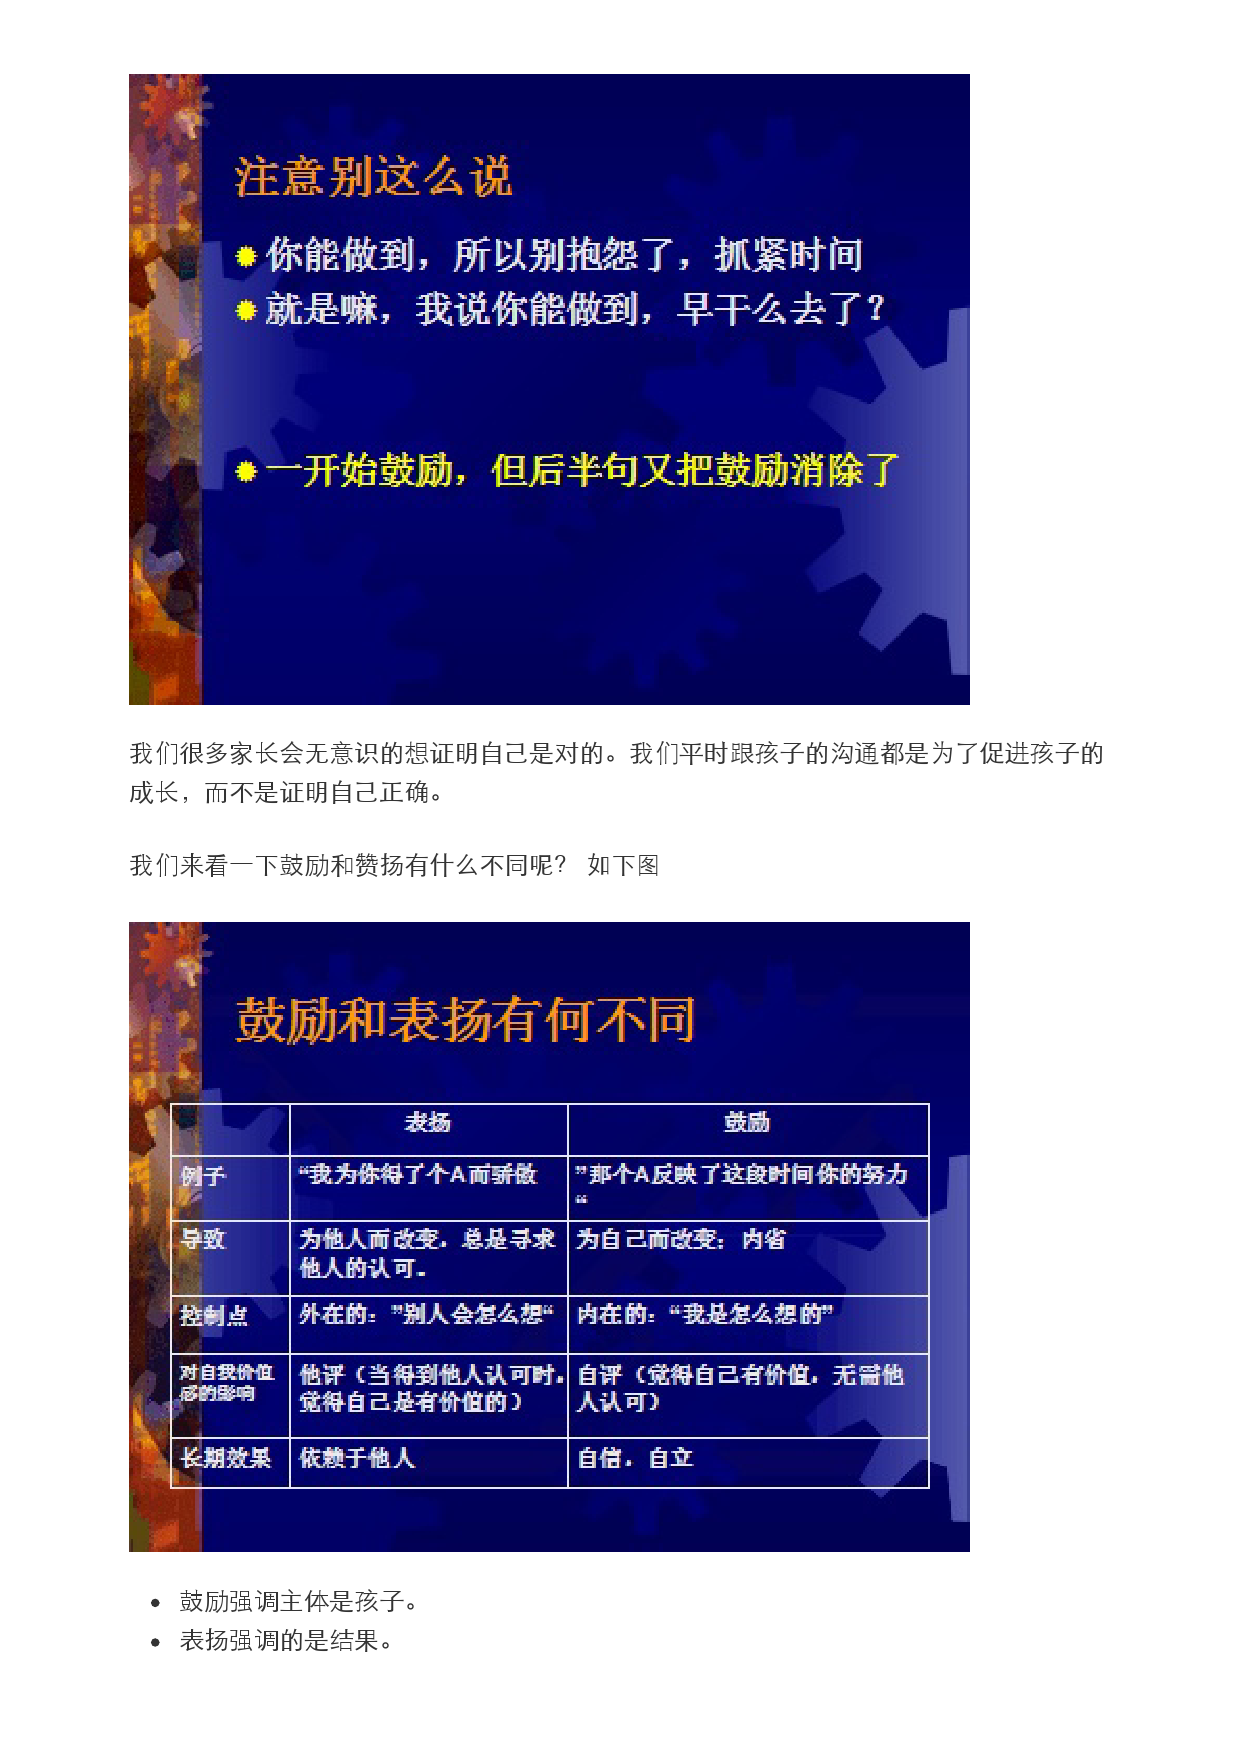 注意别这么说
你能做到，所以别抱怨了，抓紧时间
就是嘛，我说你能做到，早干么去了？
一开始鼓励，但后半句又把鼓励消除了
我们很多家长会无意识的想证明自己是对的。我们平时跟孩子的沟通都是为了促进孩子的
成长，而不是证明自己正确。
我们来看一下鼓励和赞扬有什么不同呢？ 如下图
鼓励和表扬有何不同
表扬 鼓励
例子 “我为你得了个A而骄傲 ”那个A反映了这段时间你的努力
“
导致 为他人而改变，总是寻求 为自己而改变；内省
他人的认可。
控制点 外在的：”别人会怎么想“ 内在的：“我是怎么想的”
对自我价值 他评（当得到他人认可时， 自评（觉得自己有价值，无需他
感的影响 觉得自己是有价值的） 人认可）
长期效果 依赖于他人 自信，自立
鼓励强调主体是孩子。
表扬强调的是结果。